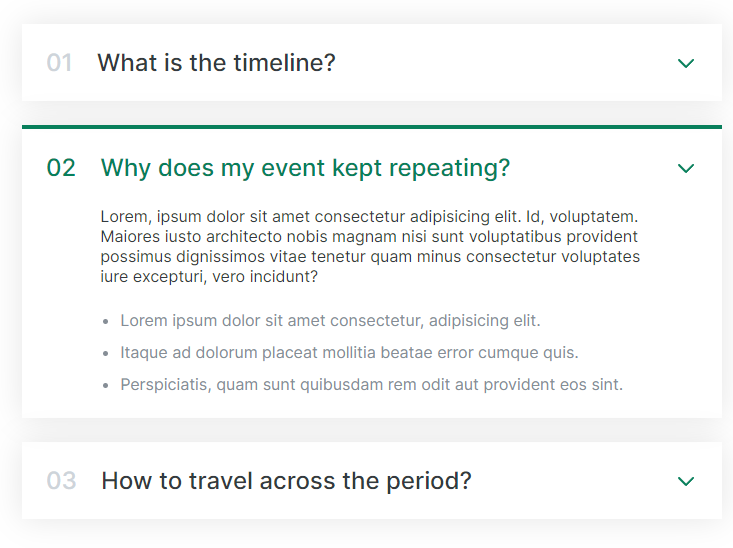 01 What is the timeline?
02 Why does my event kept repeating?
Lorem, ipsum dolor sit amet consectetur adipisicing elit. Id, voluptatem.
Maiores iusto architecto nobis magnam nisi sunt voluptatibus provident
possimus dignissimos vitae tenetur quam minus consectetur voluptates
iure excepturi, vero incidunt?
• Lorem ipsum dolor sit amet consectetur, adipisicing elit.
• Itaque ad dolorum placeat mollitia beatae error cumque quis.
• Perspiciatis, quam sunt quibusdam rem odit aut provident eos sint.
03 How to travel across the period?